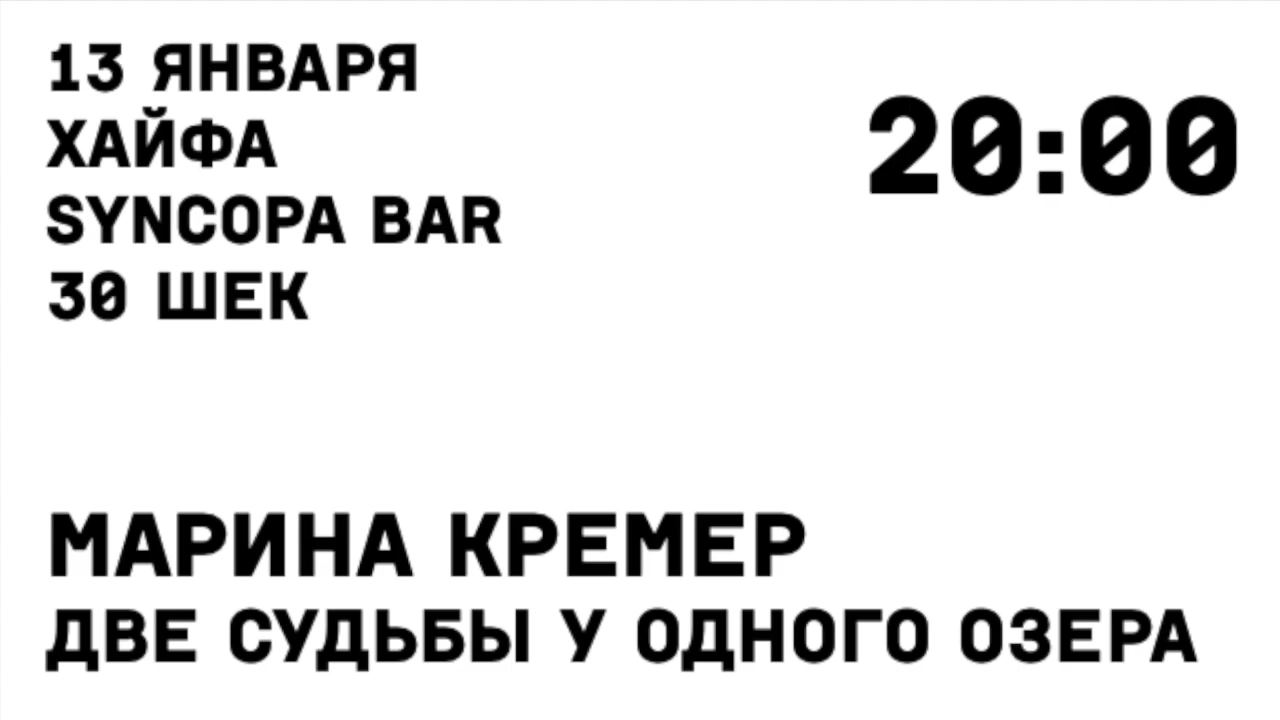 13 ЯНВАРЯ
ХАЙФА
SYNCOPA BAR
30 ШЕК
20:00
МАРИНА КРЕМЕР
ДВЕ СУДЬБЫ У ОДНОГО ОЗЕРА